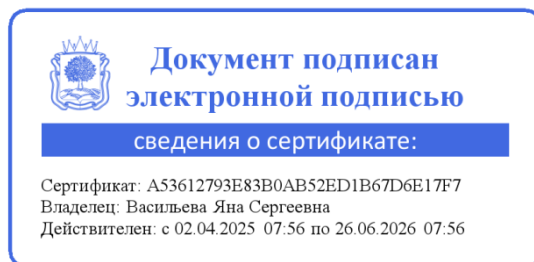 Документ подписан
электронной подписью
сведения о сертификате:
Сертификат: A53612793E83B0AB52ED1B67D6E17F7
Владелец: Васильева Яна Сергеевна
Действителен: с 02.04.2025 07:56 по 26.06.2026 07:56